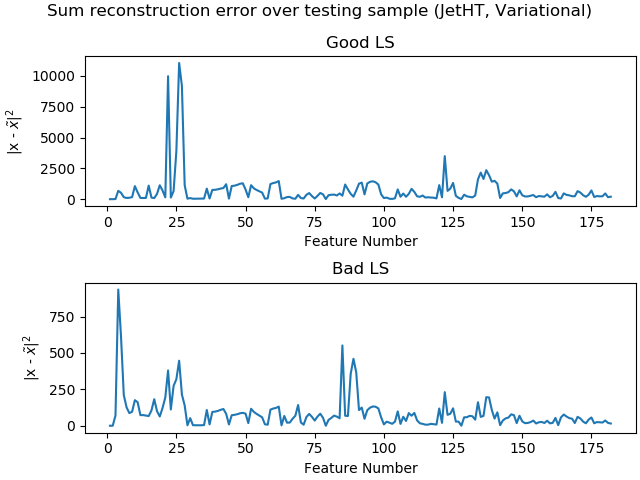 Sum reconstruction error over testing sample (JetHT, Variational)
Good LS
|x - x̃|²
10000
7500
5000
2500
0
0 25 50 75 100 125 150 175
Feature Number
Bad LS
|x - x̃|²
750
500
250
0
0 25 50 75 100 125 150 175
Feature Number